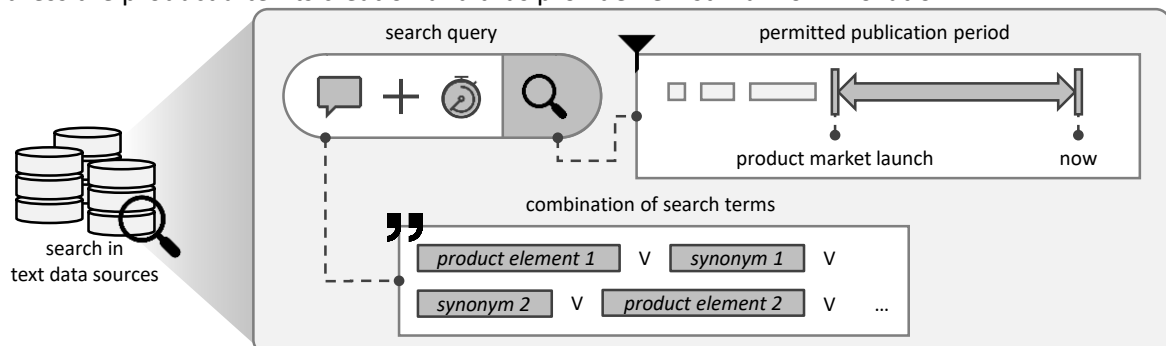 search query
permitted publication period
product market launch
now
search in
text data sources
combination of search terms
product element 1 V synonym 1 V
synonym 2 V product element 2 V ...